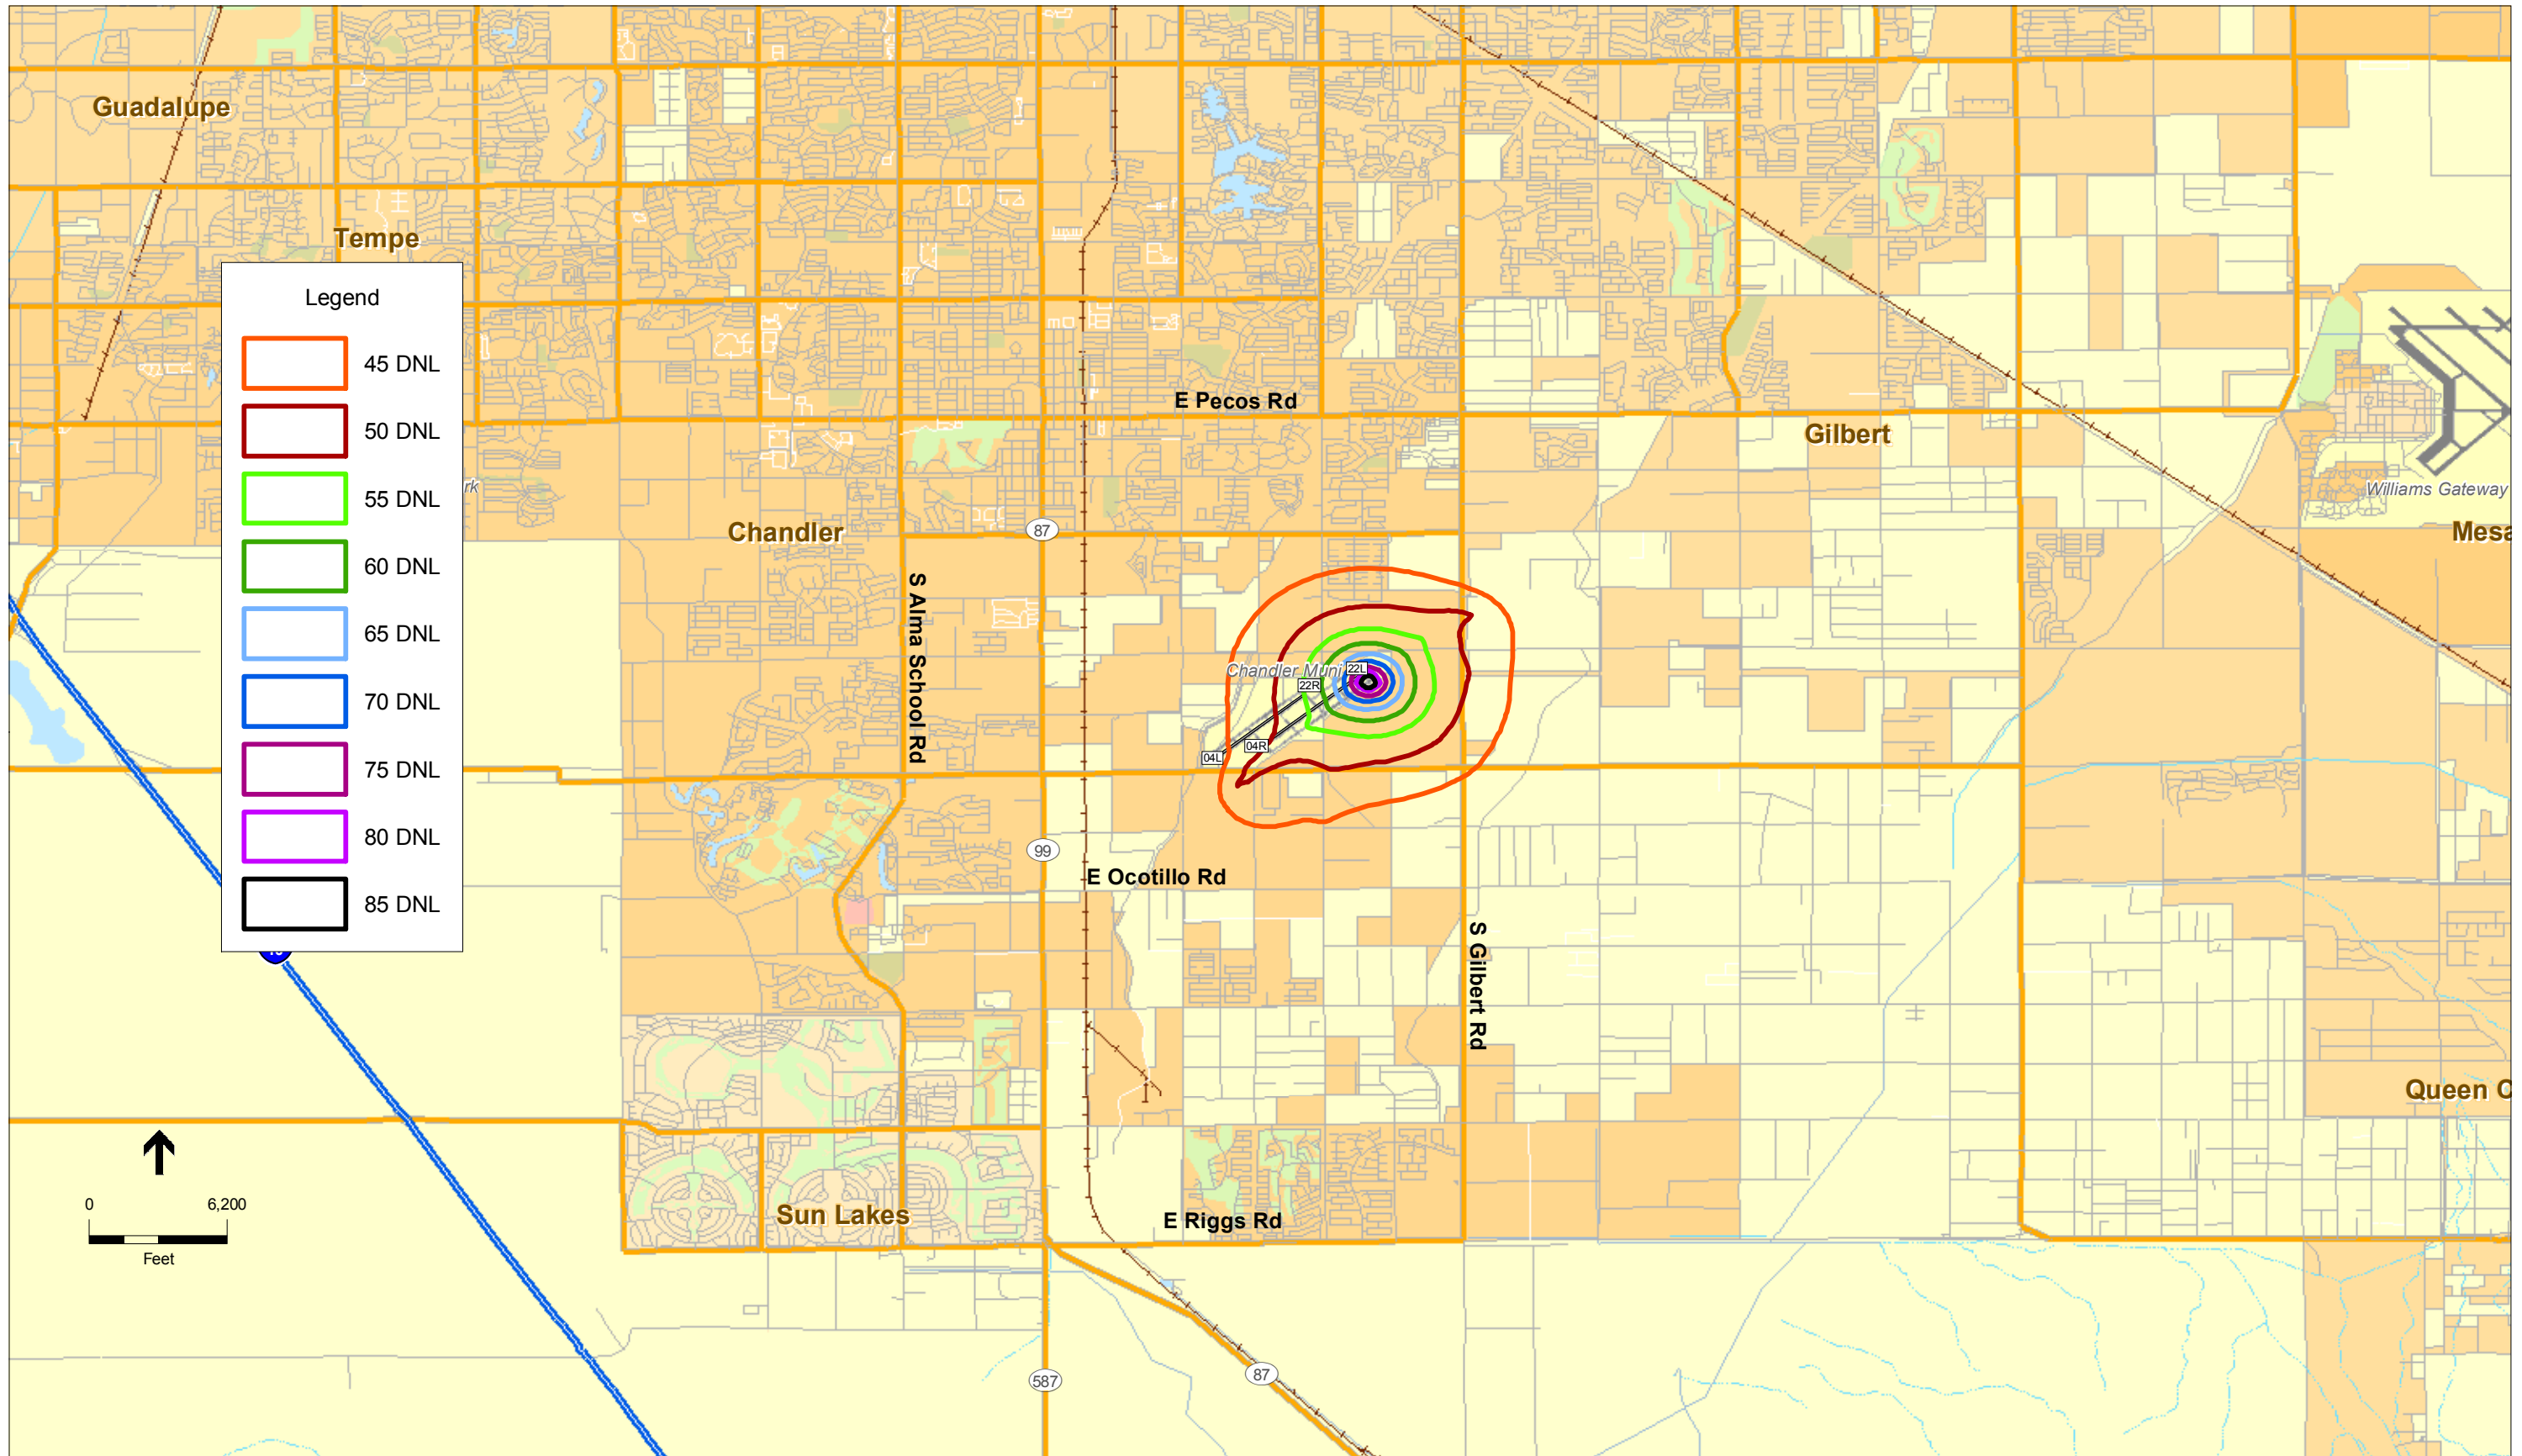 Guadalupe
Tempe
Legend
45 DNL
50 DNL
55 DNL
60 DNL
65 DNL
70 DNL
75 DNL
80 DNL
85 DNL
rk
E Pecos Rd
Gilbert
Williams Gateway
Mesa
Chandler
87
S Alma School Rd
Chandler Muni
22L
22R
04R
04L
99
E Ocotillo Rd
S Gilbert Rd
Queen C
0 6,200
Feet
Sun Lakes
E Riggs Rd
587
87